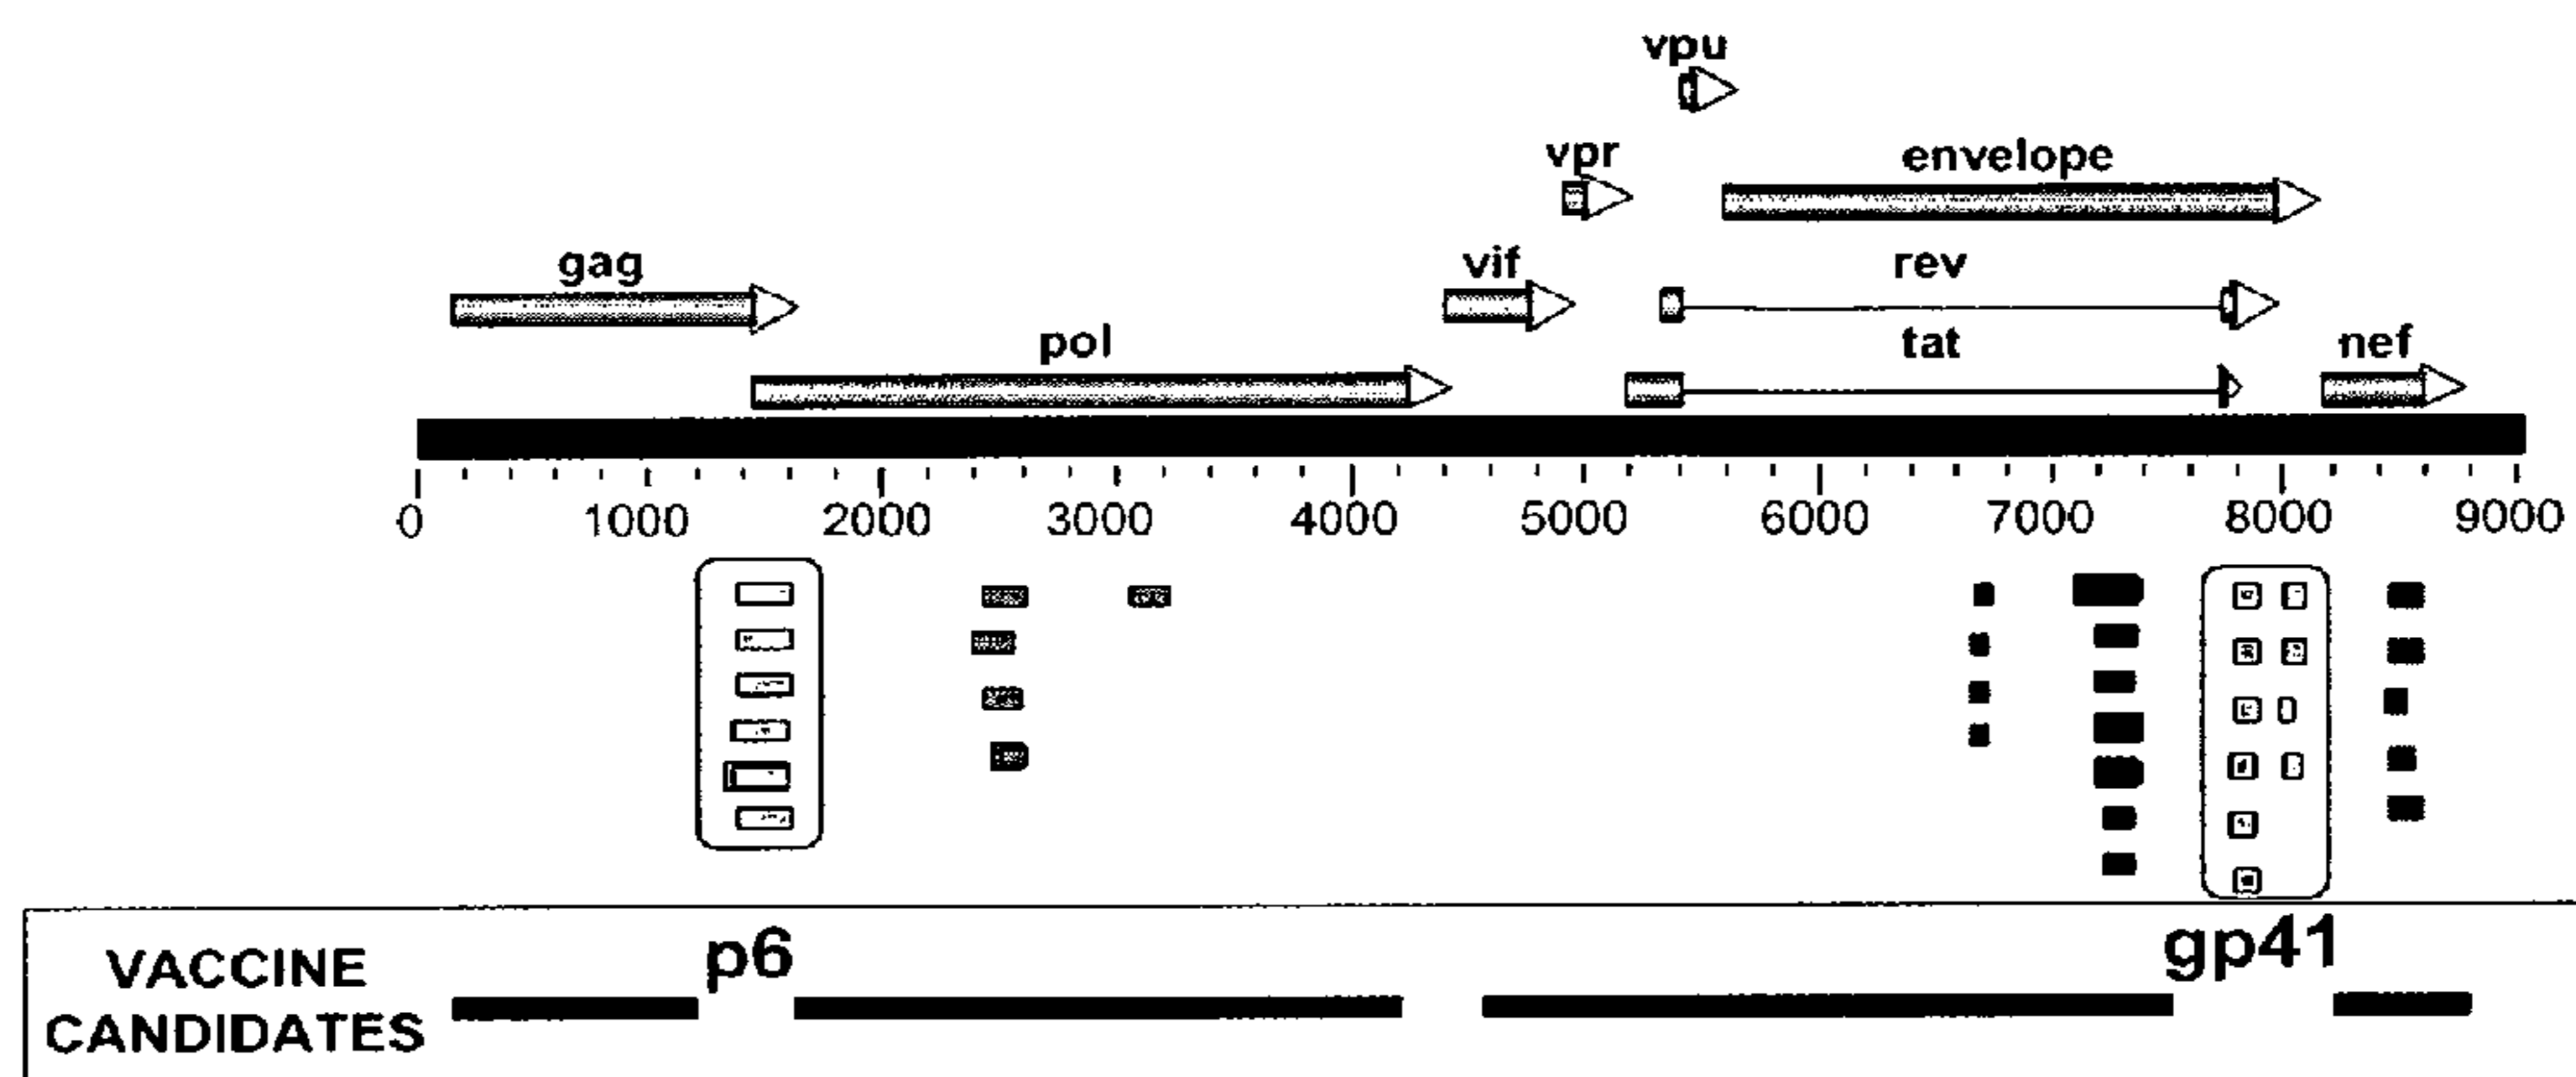 vpu
vpr
envelope
gag
vif
rev
pol
tat
nef
0 1000 2000 3000 4000 5000 6000 7000 8000 9000
p6
gp41
VACCINE
CANDIDATES